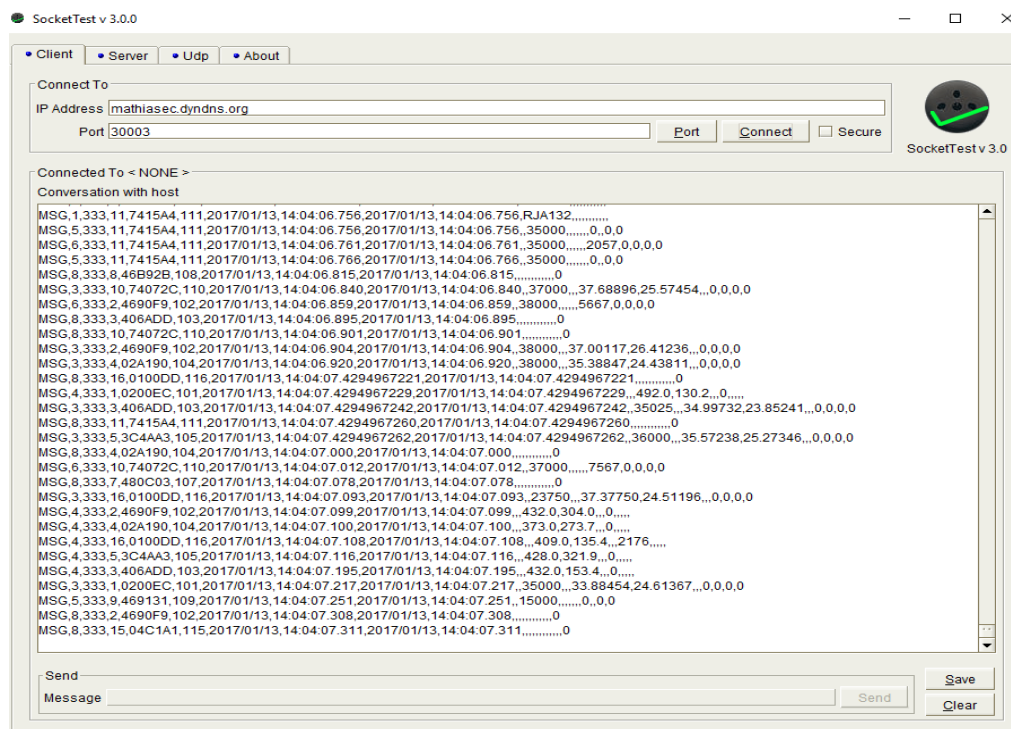 SocketTest v 3.0.0
Client Server Udp About
Connect To
IP Address mathiasec.dyndns.org
Port 30003 Port Connect Secure
SocketTest v 3.0
Connected To < NONE >
Conversation with host
MSG,1,333,11,7415A4,111,2017/01/13,14:04:06.756,2017/01/13,14:04:06.756,RJA132,,,,,,,,,,,
MSG,5,333,11,7415A4,111,2017/01/13,14:04:06.756,2017/01/13,14:04:06.756,,35000,,,,,,,0,,0,0
MSG,6,333,11,7415A4,111,2017/01/13,14:04:06.761,2017/01/13,14:04:06.761,,35000,,,,,,2057,0,0,0,0
MSG,5,333,11,7415A4,111,2017/01/13,14:04:06.766,2017/01/13,14:04:06.766,,35000,,,,,,,0,,0,0
MSG,8,333,8,46B92B,108,2017/01/13,14:04:06.815,2017/01/13,14:04:06.815,,,,,,,,,,,,0
MSG,3,333,10,74072C,110,2017/01/13,14:04:06.840,2017/01/13,14:04:06.840,,37000,,,37.68896,25.57454,,,0,0,0,0
MSG,6,333,2,4690F9,102,2017/01/13,14:04:06.859,2017/01/13,14:04:06.859,,38000,,,,,,5667,0,0,0,0
MSG,8,333,3,406ADD,103,2017/01/13,14:04:06.895,2017/01/13,14:04:06.895,,,,,,,,,,,,0
MSG,8,333,10,74072C,110,2017/01/13,14:04:06.901,2017/01/13,14:04:06.901,,,,,,,,,,,,0
MSG,3,333,2,4690F9,102,2017/01/13,14:04:06.904,2017/01/13,14:04:06.904,,38000,,,37.00117,26.41236,,,0,0,0,0
MSG,3,333,4,02A190,104,2017/01/13,14:04:06.920,2017/01/13,14:04:06.920,,38000,,,35.38847,24.43811,,,0,0,0,0
MSG,8,333,16,0100DD,116,2017/01/13,14:04:07.4294967221,2017/01/13,14:04:07.4294967221,,,,,,,,,,,,0
MSG,4,333,1,0200EC,101,2017/01/13,14:04:07.4294967229,2017/01/13,14:04:07.4294967229,,,492.0,130.2,,,0,,,,,
MSG,3,333,3,406ADD,103,2017/01/13,14:04:07.4294967242,2017/01/13,14:04:07.4294967242,,35025,,,34.99732,23.85241,,,0,0,0,0
MSG,8,333,11,7415A4,111,2017/01/13,14:04:07.4294967260,2017/01/13,14:04:07.4294967260,,,,,,,,,,,,0
MSG,3,333,5,3C4AA3,105,2017/01/13,14:04:07.4294967262,2017/01/13,14:04:07.4294967262,,36000,,,35.57238,25.27346,,,0,0,0,0
MSG,8,333,4,02A190,104,2017/01/13,14:04:07.000,2017/01/13,14:04:07.000,,,,,,,,,,,,0
MSG,6,333,10,74072C,110,2017/01/13,14:04:07.012,2017/01/13,14:04:07.012,,37000,,,,,,7567,0,0,0,0
MSG,8,333,7,480C03,107,2017/01/13,14:04:07.078,2017/01/13,14:04:07.078,,,,,,,,,,,,0
MSG,3,333,16,0100DD,116,2017/01/13,14:04:07.093,2017/01/13,14:04:07.093,,23750,,,37.37750,24.51196,,,0,0,0,0
MSG,4,333,2,4690F9,102,2017/01/13,14:04:07.099,2017/01/13,14:04:07.099,,,432.0,304.0,,,0,,,,,
MSG,4,333,4,02A190,104,2017/01/13,14:04:07.100,2017/01/13,14:04:07.100,,,373.0,273.7,,,0,,,,,
MSG,4,333,16,0100DD,116,2017/01/13,14:04:07.108,2017/01/13,14:04:07.108,,,409.0,135.4,,,2176,,,,,
MSG,4,333,5,3C4AA3,105,2017/01/13,14:04:07.116,2017/01/13,14:04:07.116,,,428.0,321.9,,,0,,,,,
MSG,4,333,3,406ADD,103,2017/01/13,14:04:07.195,2017/01/13,14:04:07.195,,,432.0,153.4,,,0,,,,,
MSG,3,333,1,0200EC,101,2017/01/13,14:04:07.217,2017/01/13,14:04:07.217,,35000,,,33.88454,24.61367,,,0,0,0,0
MSG,5,333,9,469131,109,2017/01/13,14:04:07.251,2017/01/13,14:04:07.251,,15000,,,,,,,0,,0,0
MSG,8,333,2,4690F9,102,2017/01/13,14:04:07.308,2017/01/13,14:04:07.308,,,,,,,,,,,,0
MSG,8,333,15,04C1A1,115,2017/01/13,14:04:07.311,2017/01/13,14:04:07.311,,,,,,,,,,,,0
Send
Message Send
Save
Clear